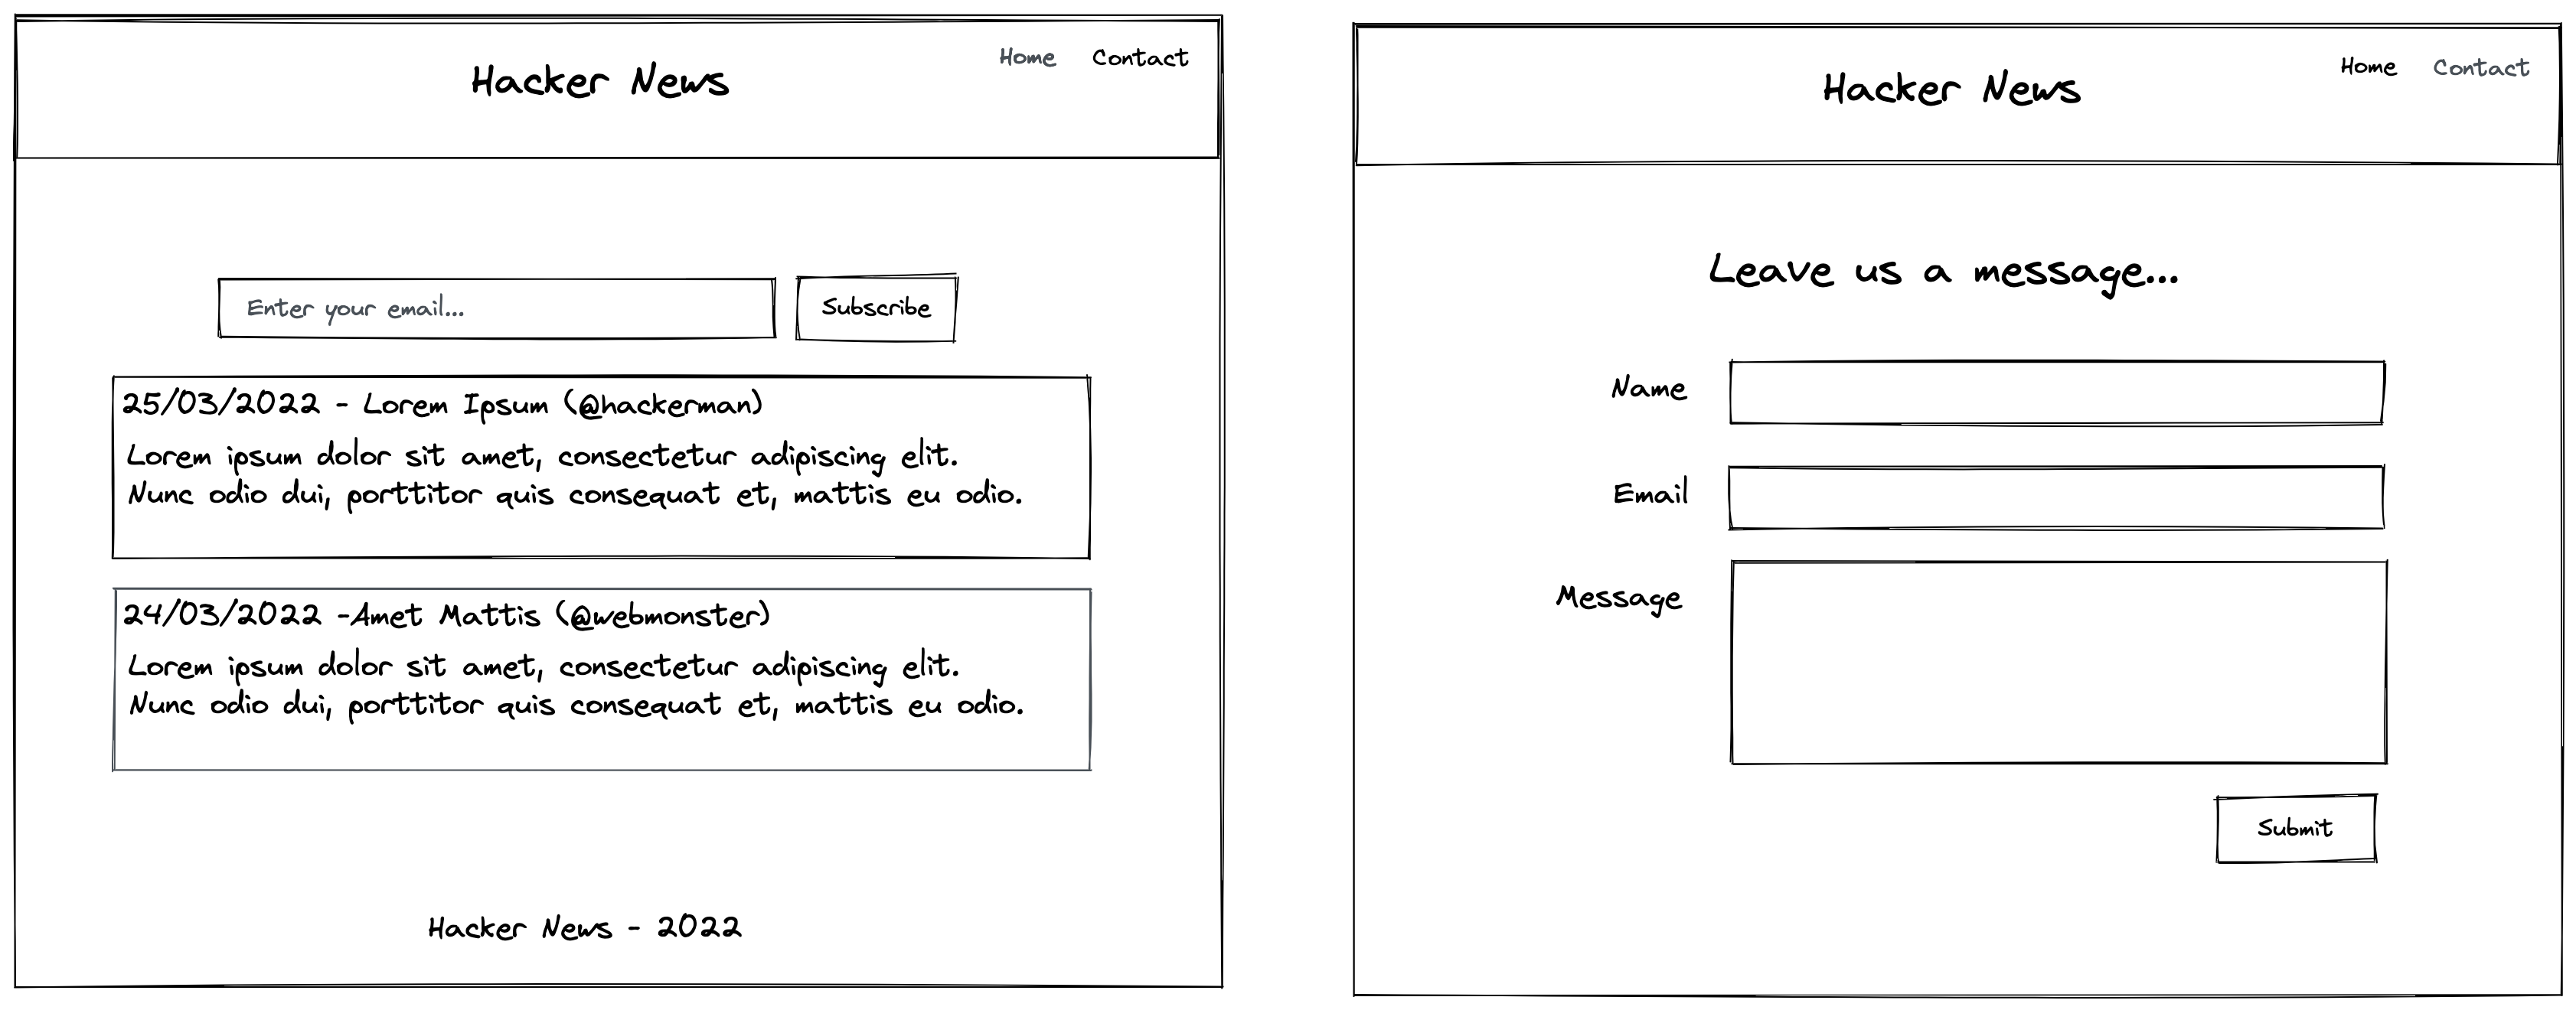 Hacker News
Home Contact
Enter your email...
Subscribe
25/03/2022 - Lorem Ipsum (@hackerman)
Lorem ipsum dolor sit amet, consectetur adipiscing elit.
Nunc odio dui, porttitor quis consequat et, mattis eu odio.
24/03/2022 -Amet Mattis (@webmonster)
Lorem ipsum dolor sit amet, consectetur adipiscing elit.
Nunc odio dui, porttitor quis consequat et, mattis eu odio.
Hacker News - 2022
Hacker News
Home Contact
Leave us a message...
Name
Email
Message
Submit